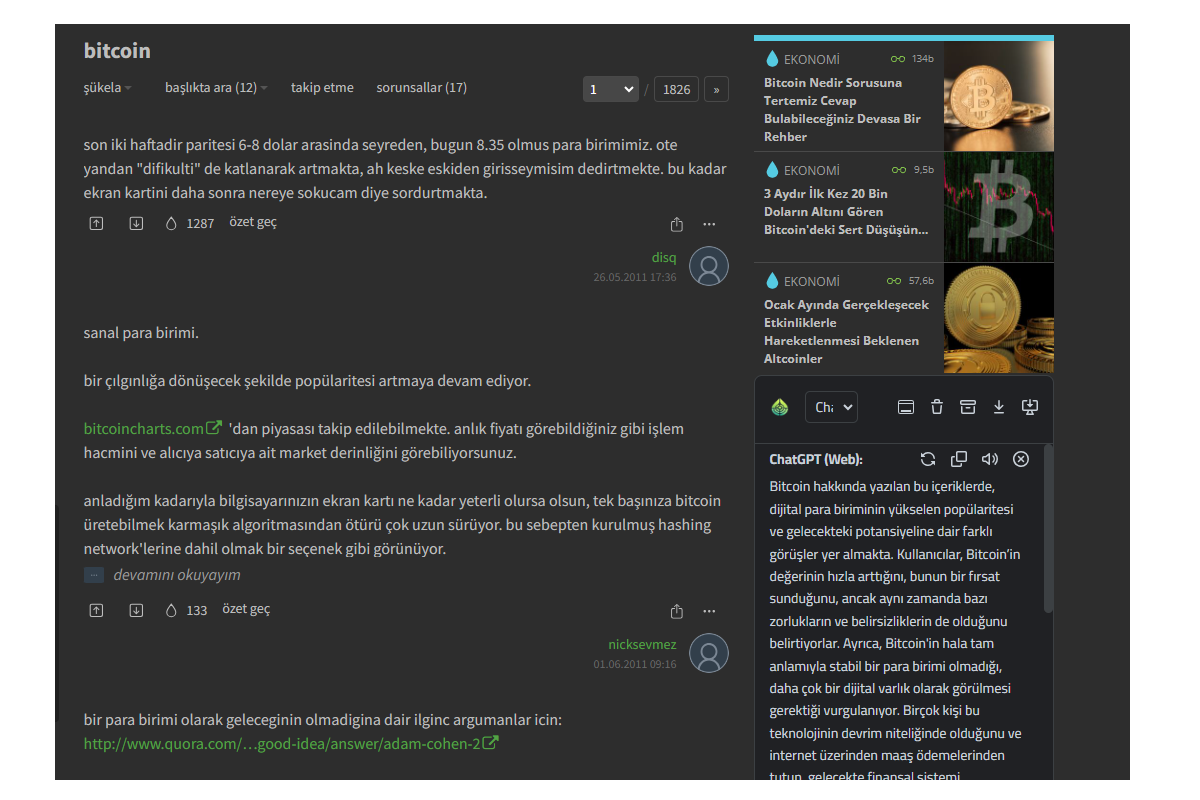 bitcoin
şükela
başlıkta ara (12)
takip etme
sorunsallar (17)
1 / 1826 »
son iki haftadir paritesi 6-8 dolar arasinda seyreden, bugun 8.35 olmus para birimimiz. ote
yandan "difikulti" de katlanarak artmakta, ah keske eskiden girisseymisim dedirtmekte. bu kadar
ekran kartini daha sonra nereye sokucam diye sordurtmakta.
1287 özet geç
disq
26.05.2011 17:36
sanal para birimi.
bir çılgınlığa dönüşecek şekilde popülaritesi artmaya devam ediyor.
bitcoincharts.com 'dan piyasası takip edilebilmekte. anlık fiyatı görebildiğiniz gibi işlem
hacmini ve alıcıya satıcıya ait market derinliğini görebiliyorsunuz.
anladığım kadarıyla bilgisayarınızın ekran kartı ne kadar yeterli olursa olsun, tek başınıza bitcoin
üretebilmek karmaşık algoritmasından ötürü çok uzun sürüyor. bu sebepten kurulmuş hashing
network'lerine dahil olmak bir seçenek gibi görünüyor.
... devamını okuyayım
133 özet geç
nicksevmez
01.06.2011 09:16
bir para birimi olarak geleceginin olmadigina dair ilginc argumanlar icin:
http://www.quora.com/…good-idea/answer/adam-cohen-2
EKONOMİ 134b
Bitcoin Nedir Sorusuna
Tertemiz Cevap
Bulabileceğiniz Devasa Bir
Rehber
EKONOMİ 9,5b
3 Aydır İlk Kez 20 Bin
Doların Altını Gören
Bitcoin'deki Sert Düşüşün...
EKONOMİ 57,6b
Ocak Ayında Gerçekleşecek
Etkinliklerle
Hareketlenmesi Beklenen
Altcoinler
Cha
ChatGPT (Web):
Bitcoin hakkında yazılan bu içeriklerde,
dijital para biriminin yükselen popülaritesi
ve gelecekteki potansiyeline dair farklı
görüşler yer almakta. Kullanıcılar, Bitcoin'in
değerinin hızla arttığını, bunun bir fırsat
sunduğunu, ancak aynı zamanda bazı
zorlukların ve belirsizliklerin de olduğunu
belirtiyorlar. Ayrıca, Bitcoin'in hala tam
anlamıyla stabil bir para birimi olmadığı,
daha çok bir dijital varlık olarak görülmesi
gerektiği vurgulanıyor. Birçok kişi bu
teknolojinin devrim niteliğinde olduğunu ve
internet üzerinden maaş ödemelerinden
tutun, gelecekte finansal sistemi